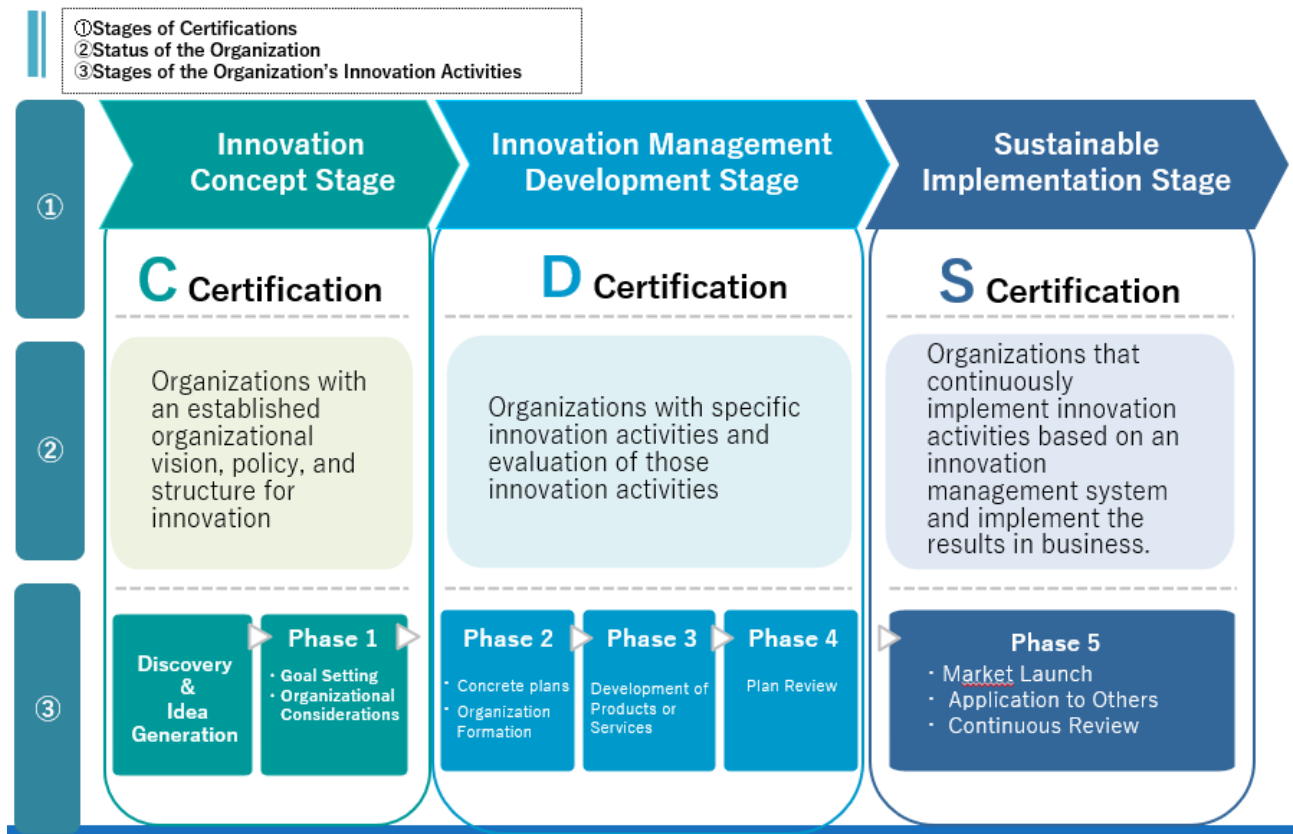 ①Stages of Certifications
②Status of the Organization
③Stages of the Organization's Innovation Activities
①
Innovation
Concept Stage
Innovation Management
Development Stage
Sustainable
Implementation Stage
C Certification
D Certification
S Certification
②
Organizations with
an established
organizational
vision, policy, and
structure for
innovation
Organizations with specific
innovation activities and
evaluation of those
innovation activities
Organizations that
continuously
implement innovation
activities based on an
innovation
management system
and implement the
results in business.
③
Discovery
&
Idea
Generation
Phase 1
・Goal Setting
・Organizational
Considerations
Phase 2
・Concrete plans
・Organization
Formation
Phase 3
Development of
Products or
Services
Phase 4
Plan Review
Phase 5
・Market Launch
・Application to Others
・Continuous Review